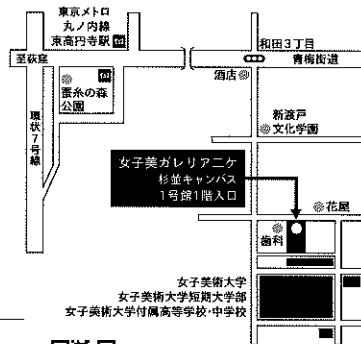 東京メトロ
丸ノ内線
東高円寺駅
至荻窪
和田3丁目
青梅街道
酒店
蚕糸の森
公園
環状7号線
新渡戸
文化学園
女子美ガレリアニケ
杉並キャンパス
1号館1階入口
花屋
歯科
女子美術大学
女子美術大学短期大学部
女子美術大学付属高等学校・中学校